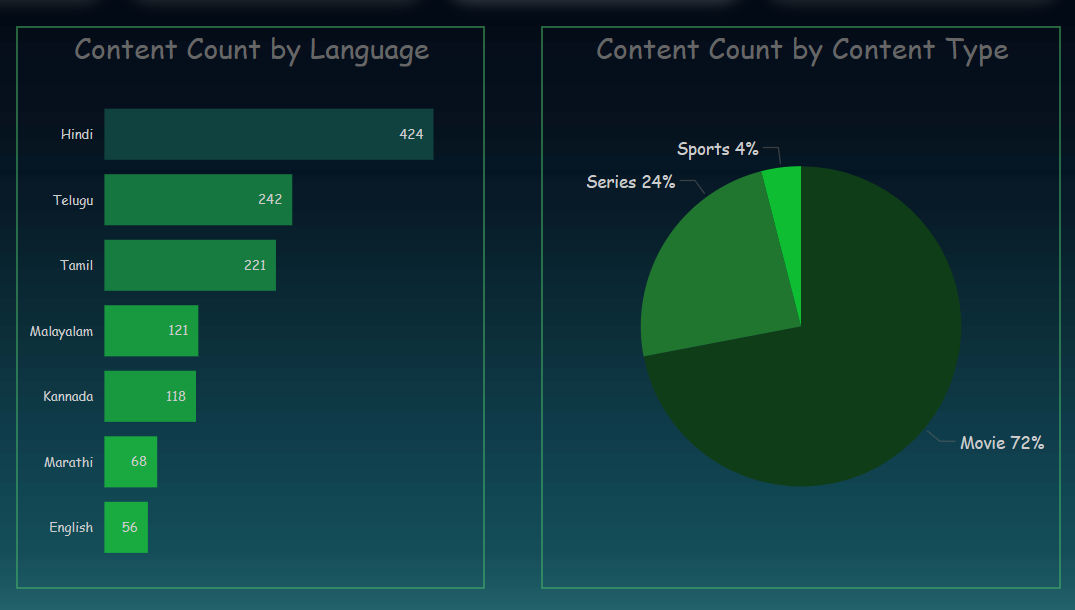 Content Count by Language
Hindi 424
Telugu 242
Tamil 221
Malayalam 121
Kannada 118
Marathi 68
English 56
Content Count by Content Type
Sports 4%
Series 24%
Movie 72%